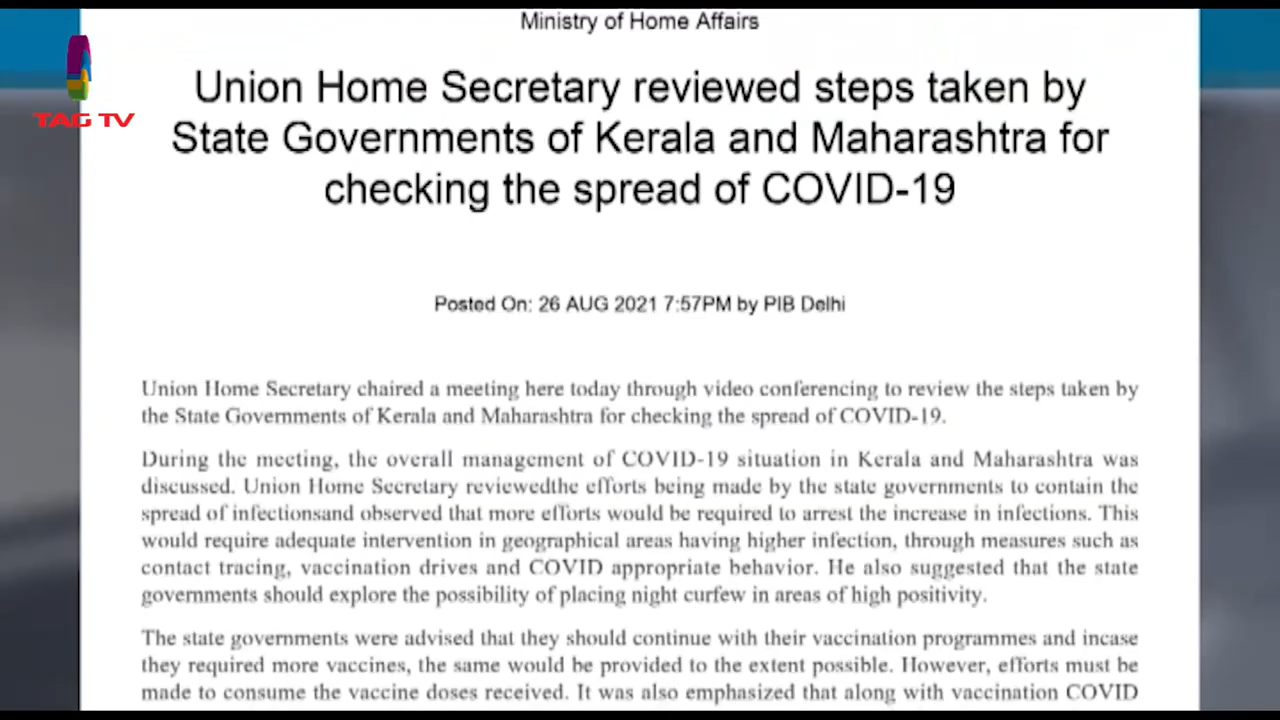 Ministry of Home Affairs
TAG TV
Union Home Secretary reviewed steps taken by
State Governments of Kerala and Maharashtra for
checking the spread of COVID-19
Posted On: 26 AUG 2021 7:57PM by PIB Delhi
Union Home Secretary chaired a meeting here today through video conferencing to review the steps taken by
the State Governments of Kerala and Maharashtra for checking the spread of COVID-19.
During the meeting, the overall management of COVID-19 situation in Kerala and Maharashtra was
discussed. Union Home Secretary reviewedthe efforts being made by the state governments to contain the
spread of infectionsand observed that more efforts would be required to arrest the increase in infections. This
would require adequate intervention in geographical areas having higher infection, through measures such as
contact tracing, vaccination drives and COVID appropriate behavior. He also suggested that the state
governments should explore the possibility of placing night curfew in areas of high positivity.
The state governments were advised that they should continue with their vaccination programmes and incase
they required more vaccines, the same would be provided to the extent possible. However, efforts must be
made to consume the vaccine doses received. It was also emphasized that along with vaccination COVID